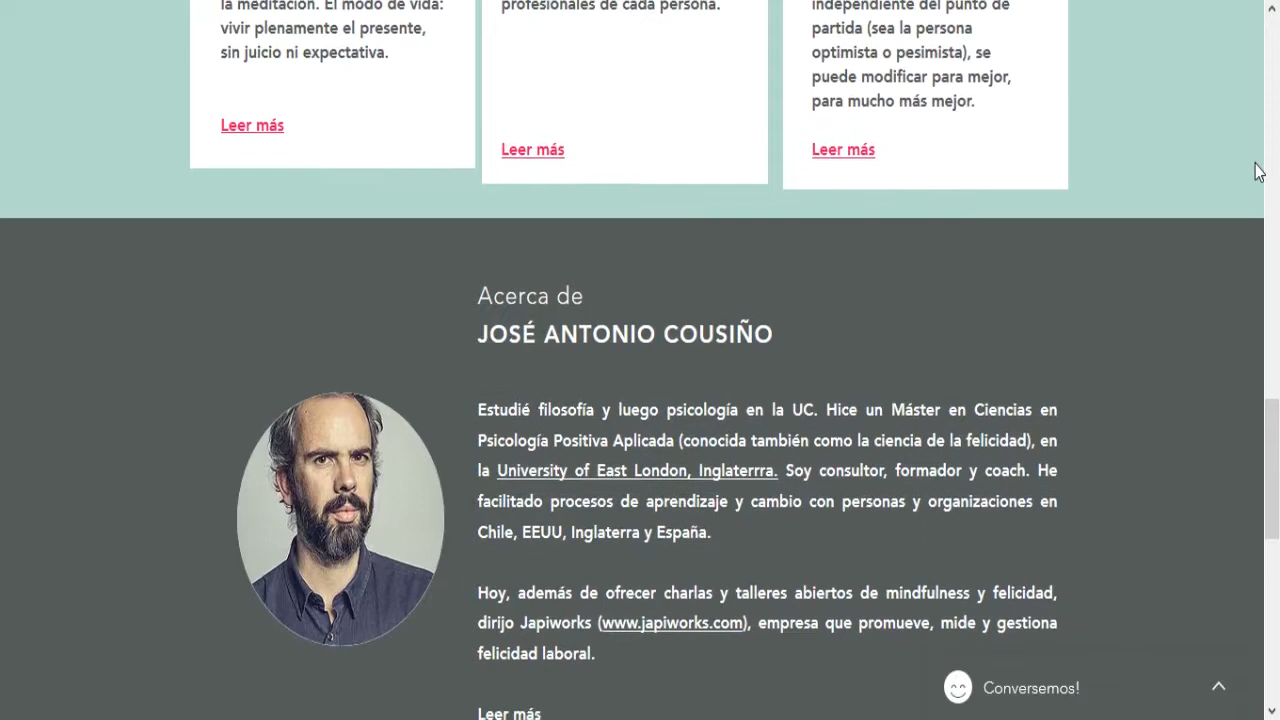 la meditación. El modo de vida:
vivir plenamente el presente,
sin juicio ni expectativa.
Leer más
profesionales de cada persona.
Leer más
independiente del punto de
partida (sea la persona
optimista o pesimista), se
puede modificar para mejor,
para mucho más mejor.
Leer más
Acerca de
JOSÉ ANTONIO COUSIÑO
Estudié filosofía y luego psicología en la UC. Hice un Máster en Ciencias en
Psicología Positiva Aplicada (conocida también como la ciencia de la felicidad), en
la University of East London, Inglaterrra. Soy consultor, formador y coach. He
facilitado procesos de aprendizaje y cambio con personas y organizaciones en
Chile, EEUU, Inglaterra y España.
Hoy, además de ofrecer charlas y talleres abiertos de mindfulness y felicidad,
dirijo Japiworks (www.japiworks.com), empresa que promueve, mide y gestiona
felicidad laboral.
Leer más
Conversemos!